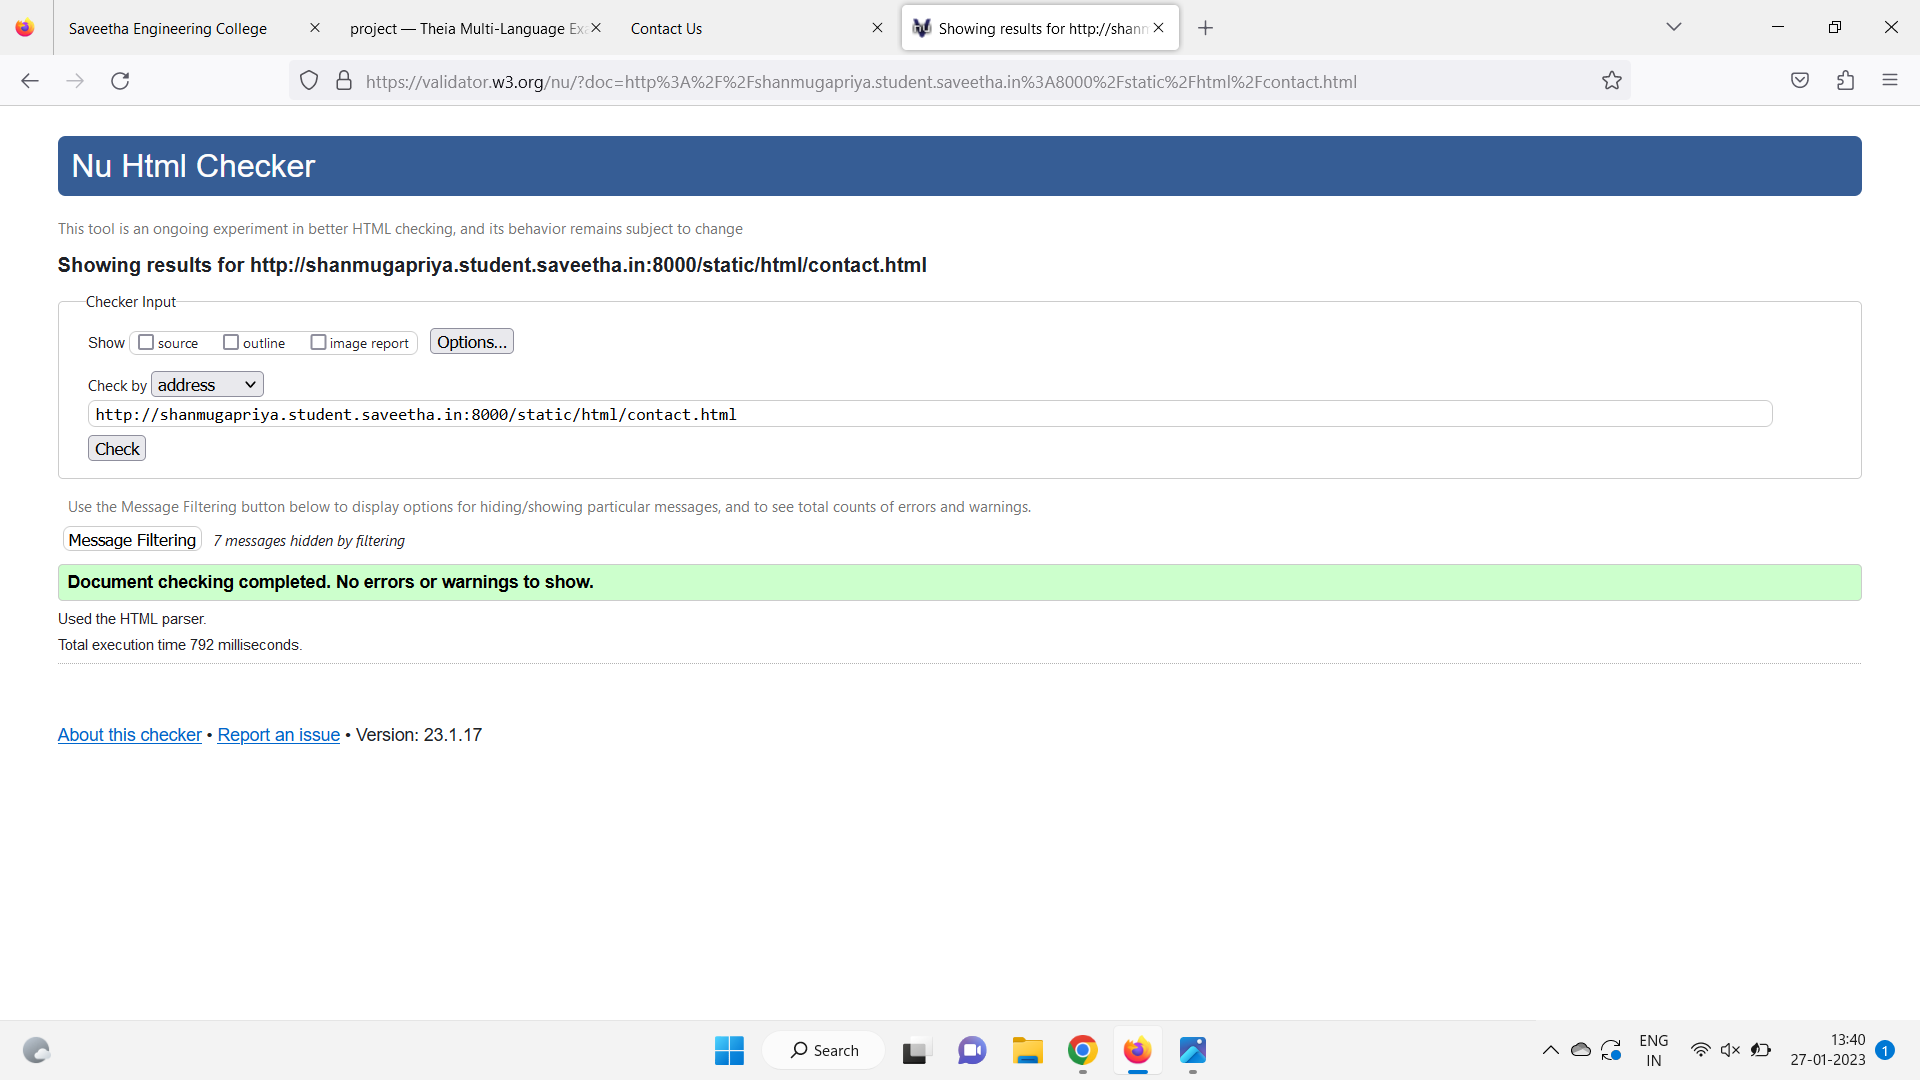 Saveetha Engineering College
project — Theia Multi-Language Exa
Contact Us
Showing results for http://shann
https://validator.w3.org/nu/?doc=http%3A%2F%2Fshanmugapriya.student.saveetha.in%3A8000%2Fstatic%2Fhtml%2Fcontact.html
Nu Html Checker
This tool is an ongoing experiment in better HTML checking, and its behavior remains subject to change
Showing results for http://shanmugapriya.student.saveetha.in:8000/static/html/contact.html
Checker Input
Show source outline image report Options...
Check by address
http://shanmugapriya.student.saveetha.in:8000/static/html/contact.html
Check
Use the Message Filtering button below to display options for hiding/showing particular messages, and to see total counts of errors and warnings.
Message Filtering 7 messages hidden by filtering
Document checking completed. No errors or warnings to show.
Used the HTML parser.
Total execution time 792 milliseconds.
About this checker • Report an issue • Version: 23.1.17
Search
ENG
IN
13:40
27-01-2023
1